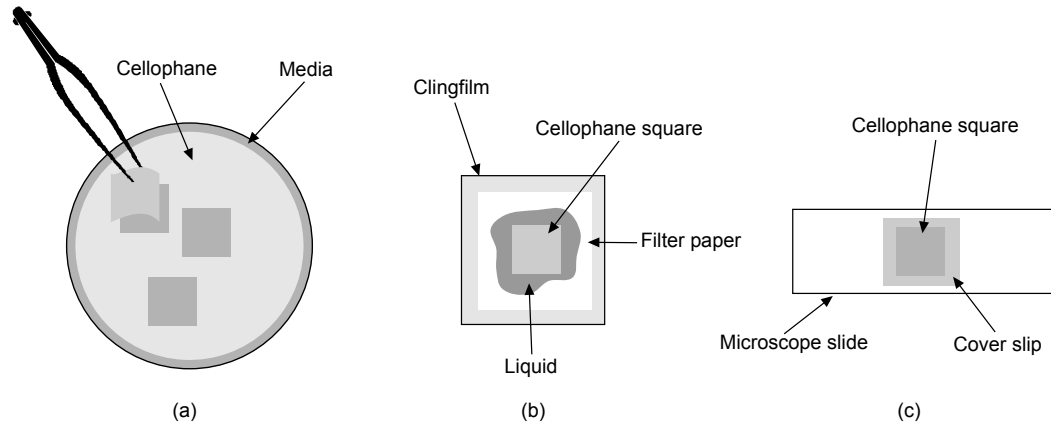 Cellophane
Media
(a)
Clingfilm
Cellophane square
Filter paper
Liquid
(b)
Cellophane square
Microscope slide
Cover slip
(c)